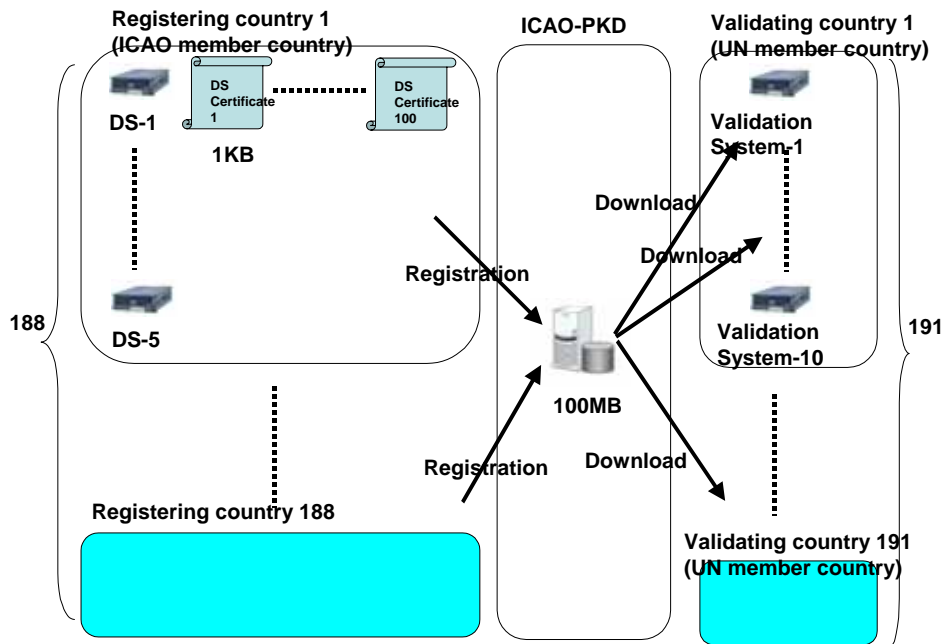 Registering country 1
(ICAO member country)
DS
Certificate
1
DS
Certificate
100
DS-1
1KB
DS-5
188
Registering country 188
ICAO-PKD
Registration
Registration
100MB
Download
Download
Download
Validating country 1
(UN member country)
Validation
System-1
Validation
System-10
191
Validating country 191
(UN member country)